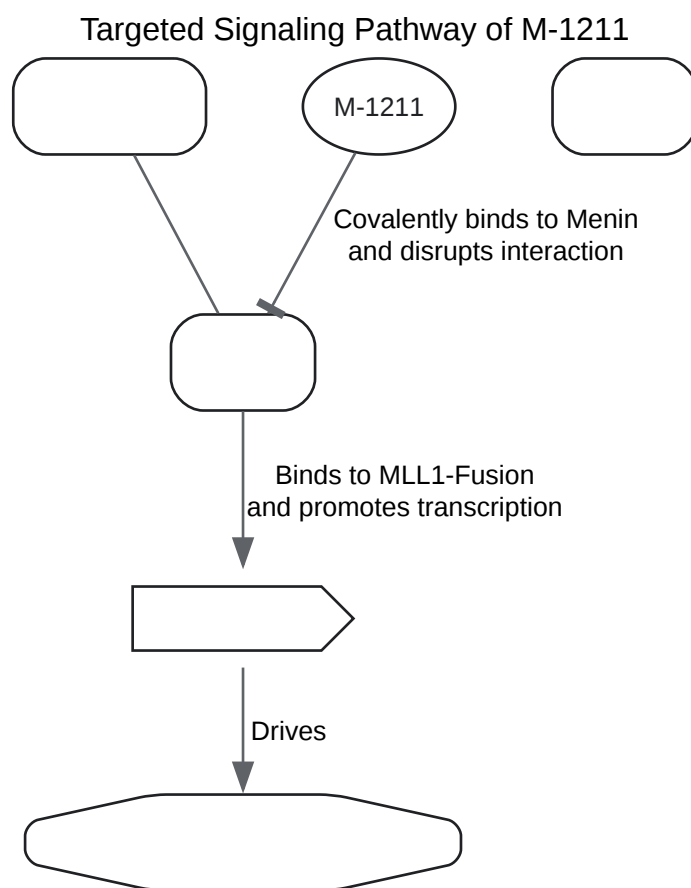 Targeted Signaling Pathway of M-1211
M-1211
Covalently binds to Menin
and disrupts interaction
Binds to MLL1-Fusion
and promotes transcription
Drives